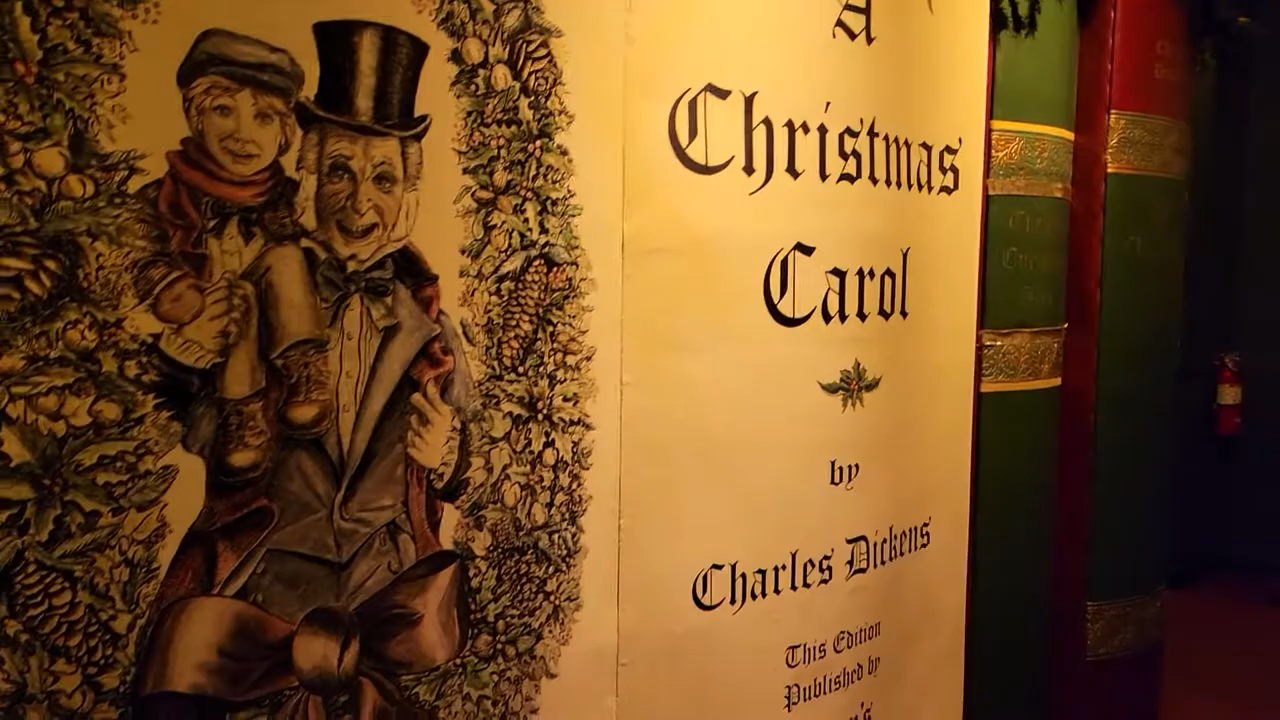 A
Christmas
Carol
by
Charles Dickens
This Edition
Published by